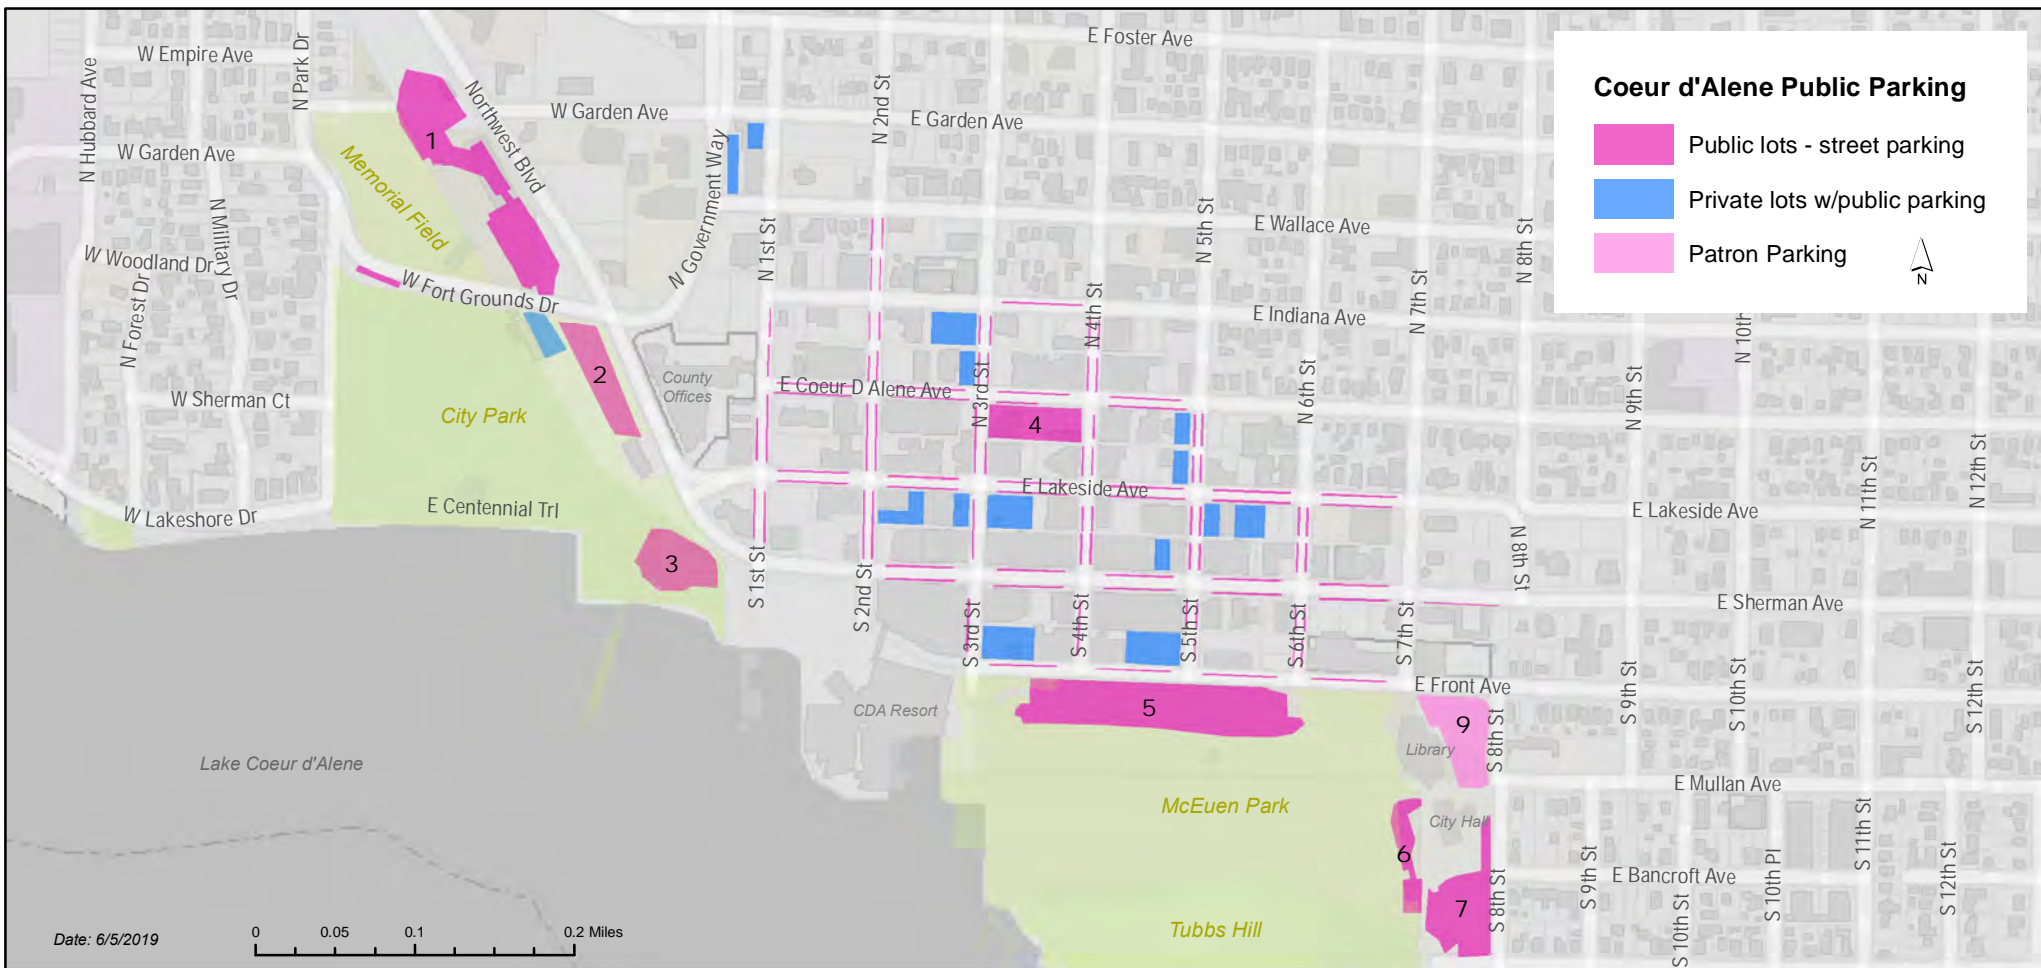 E Foster Ave
W Empire Ave
N Park Dr
N Hubbard Ave
Northwest Blvd
W Garden Ave
N 2nd St
E Garden Ave
1
W Garden Ave
Memorial Field
N Government Way
N Military Dr
W Woodland Dr
N Forest Dr
W Fort Grounds Dr
N 1st St
N 5th St
E Wallace Ave
N 8th St
Coeur d'Alene Public Parking
Public lots - street parking
Private lots w/public parking
Patron Parking
N
N 4th St
N 7th St
E Indiana Ave
N 10th
2
County
Offices
E Coeur D Alene Ave
N 3rd St
N 6th St
N 9th St
W Sherman Ct
City Park
4
N 11th St
N 12th St
E Lakeside Ave
E Lakeside Ave
W Lakeshore Dr
E Centennial Trl
3
S 1st St
S 2nd St
N 8th St
E Sherman Ave
S 3rd St
S 4th St
S 5th St
S 6th St
S 7th St
E Front Ave
S 9th St
S 10th St
S 12th St
CDA Resort
5
9
Library
S 8th St
Lake Coeur d'Alene
E Mullan Ave
McEuen Park
City Hall
6
S 11th St
E Bancroft Ave
S 9th St
S 10th St
S 10th Pl
S 12th St
7
S 8th St
Tubbs Hill
Date: 6/5/2019
0 0.05 0.1 0.2 Miles